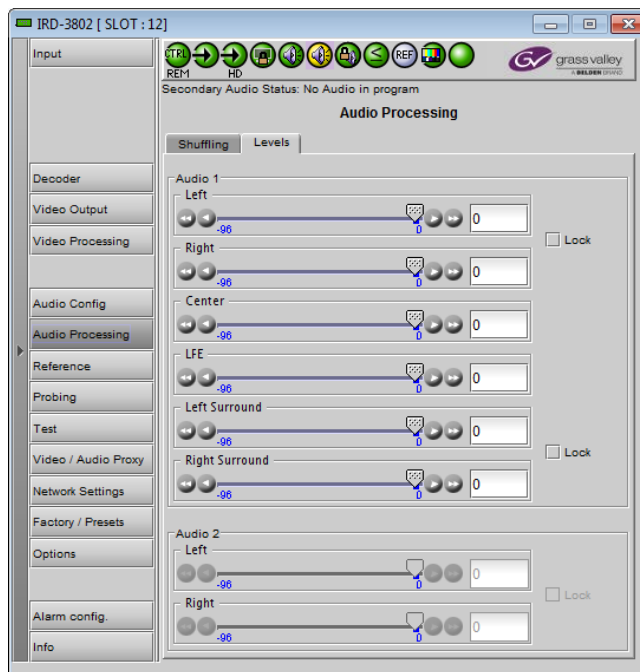 IRD-3802 [ SLOT : 12]
Input
CTRL
REF
REM
HD
GV grass valley
A BELDEN BRAND
Secondary Audio Status: No Audio in program
Audio Processing
Shuffling
Levels
Decoder
Video Output
Video Processing
Audio Config
Audio Processing
Reference
Probing
Test
Video / Audio Proxy
Network Settings
Factory / Presets
Options
Alarm config.
Info
Audio 1
Left
-96
0
0
Lock
Right
-96
0
0
Center
-96
0
0
LFE
-96
0
0
Left Surround
-96
0
0
Lock
Right Surround
-96
0
0
Audio 2
Left
-96
0
0
Lock
Right
-96
0
0